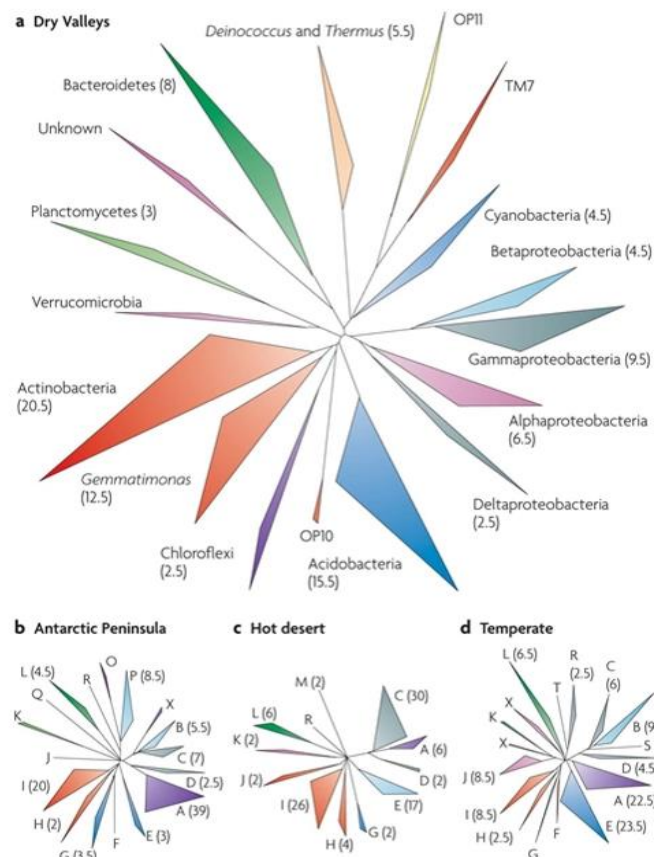 a Dry Valleys
Deinococcus and Thermus (5.5)
OP11
TM7
Bacteroidetes (8)
Unknown
Cyanobacteria (4.5)
Planctomycetes (3)
Betaproteobacteria (4.5)
Verrucomicrobia
Gammaproteobacteria (9.5)
Actinobacteria
(20.5)
Alphaproteobacteria
(6.5)
Gemmatimonas
(12.5)
Deltaproteobacteria
(2.5)
OP10
Chloroflexi
(2.5)
Acidobacteria
(15.5)
b Antarctic Peninsula
O
L (4.5)
R
P (8.5)
Q
X
K
B (5.5)
C (7)
J
D (2.5)
I (20)
A (39)
H (2)
G (3.5)
F
E (3)
c Hot desert
M (2)
C (30)
L (6)
R
K (2)
A (6)
J (2)
D (2)
I
(26)
E (17)
H (4)
G (2)
d Temperate
L (6.5)
R
(2.5)
C
(6)
T
X
B (9
K
S
X
D (4.5
J (8.5)
A (22.5)
I (8.5)
H (2.5)
G
F
E (23.5)